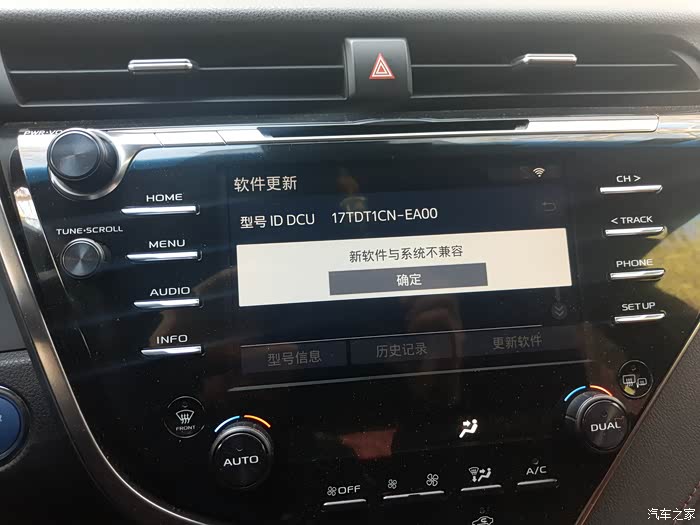 PWR·VOL
软件更新
CH >
HOME
型号 ID DCU 17TDT1CN-EA00
TUNE·SCROLL
< TRACK
MENU
新软件与系统不兼容
确定
PHONE
AUDIO
SETUP
INFO
型号信息 历史记录 更新软件
FRONT
AUTO
DUAL
OFF
A/C
汽车之家